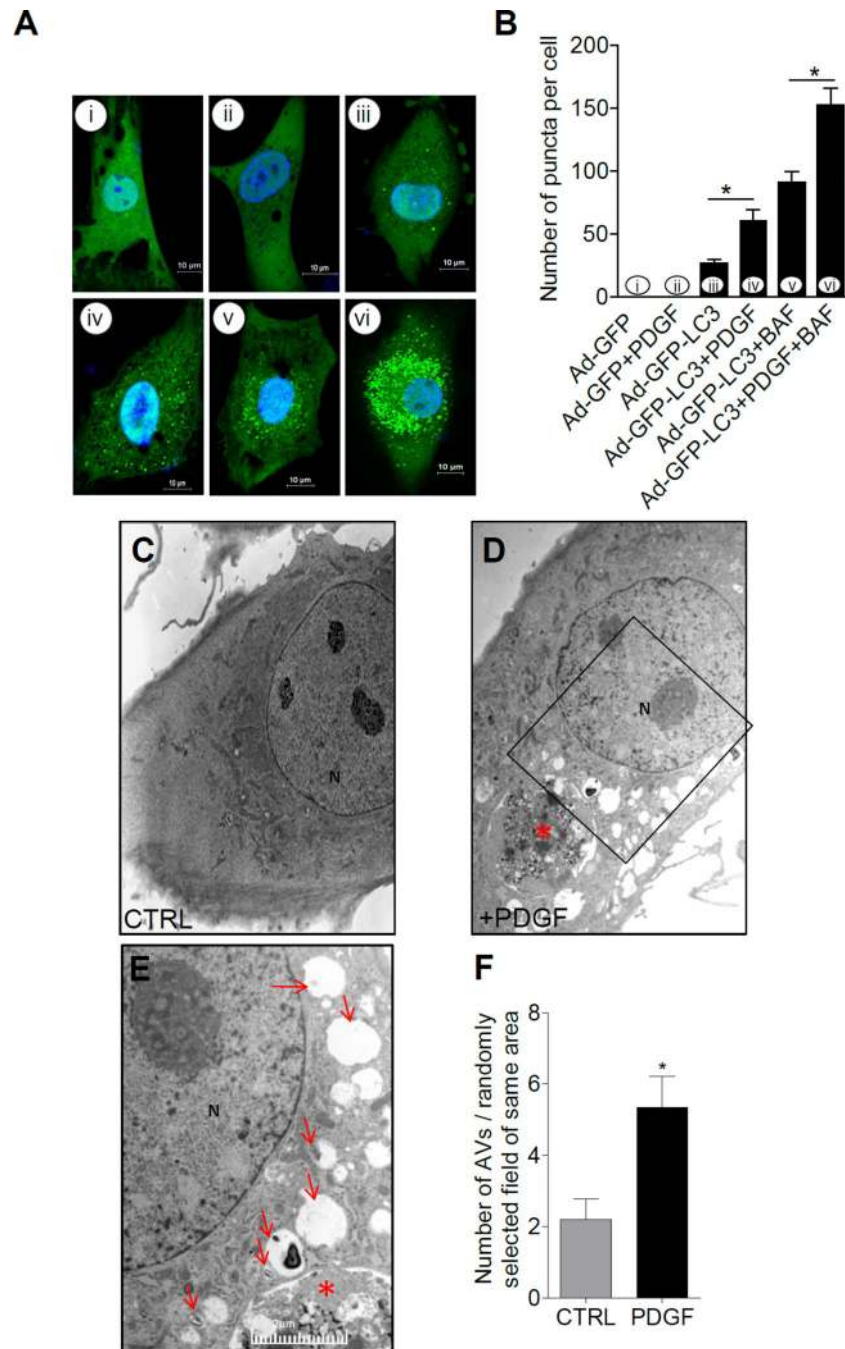 A
i
ii
iii
10 µm
10 µm
10 µm
iv
v
vi
10 µm
10 µm
10 µm
B
Number of puncta per cell
200
150
100
50
0
*
*
i
ii
iii
iv
v
vi
Ad-GFP
Ad-GFP+PDGF
Ad-GFP-LC3
Ad-GFP-LC3+PDGF
Ad-GFP-LC3+BAF
Ad-GFP-LC3+PDGF+BAF
C
N
CTRL
D
N
*
+PDGF
E
N
*
F
Number of AVs / randomly
selected field of same area
8
6
4
2
0
*
CTRL
PDGF